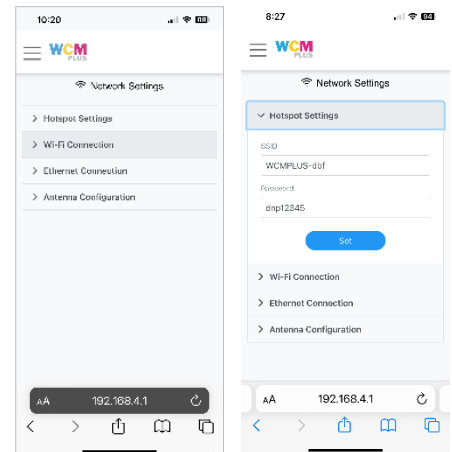 10:20
WCM
PLUS
Network Settings
Hotspot Settings
Wi-Fi Connection
Ethernet Connection
Antenna Configuration
AA 192.168.4.1
8:27
94
WCM
PLUS
Network Settings
Hotspot Settings
SSID
WCMPLUS-dbf
Password
dnp12345
Set
Wi-Fi Connection
Ethernet Connection
Antenna Configuration
AA 192.168.4.1